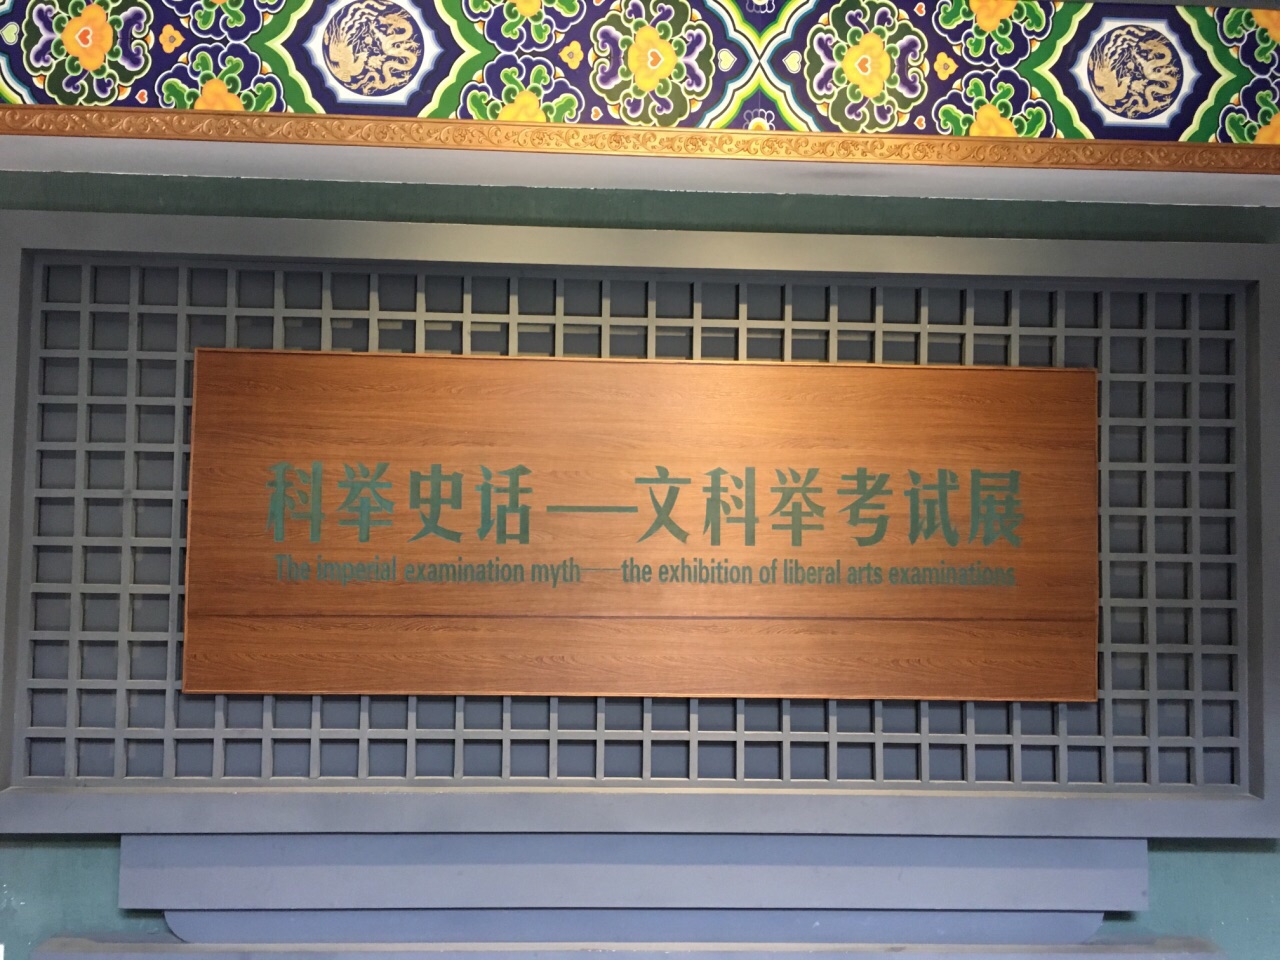 科举史话——文科举考试展
The imperial examination myth——the exhibition of liberal arts examinations